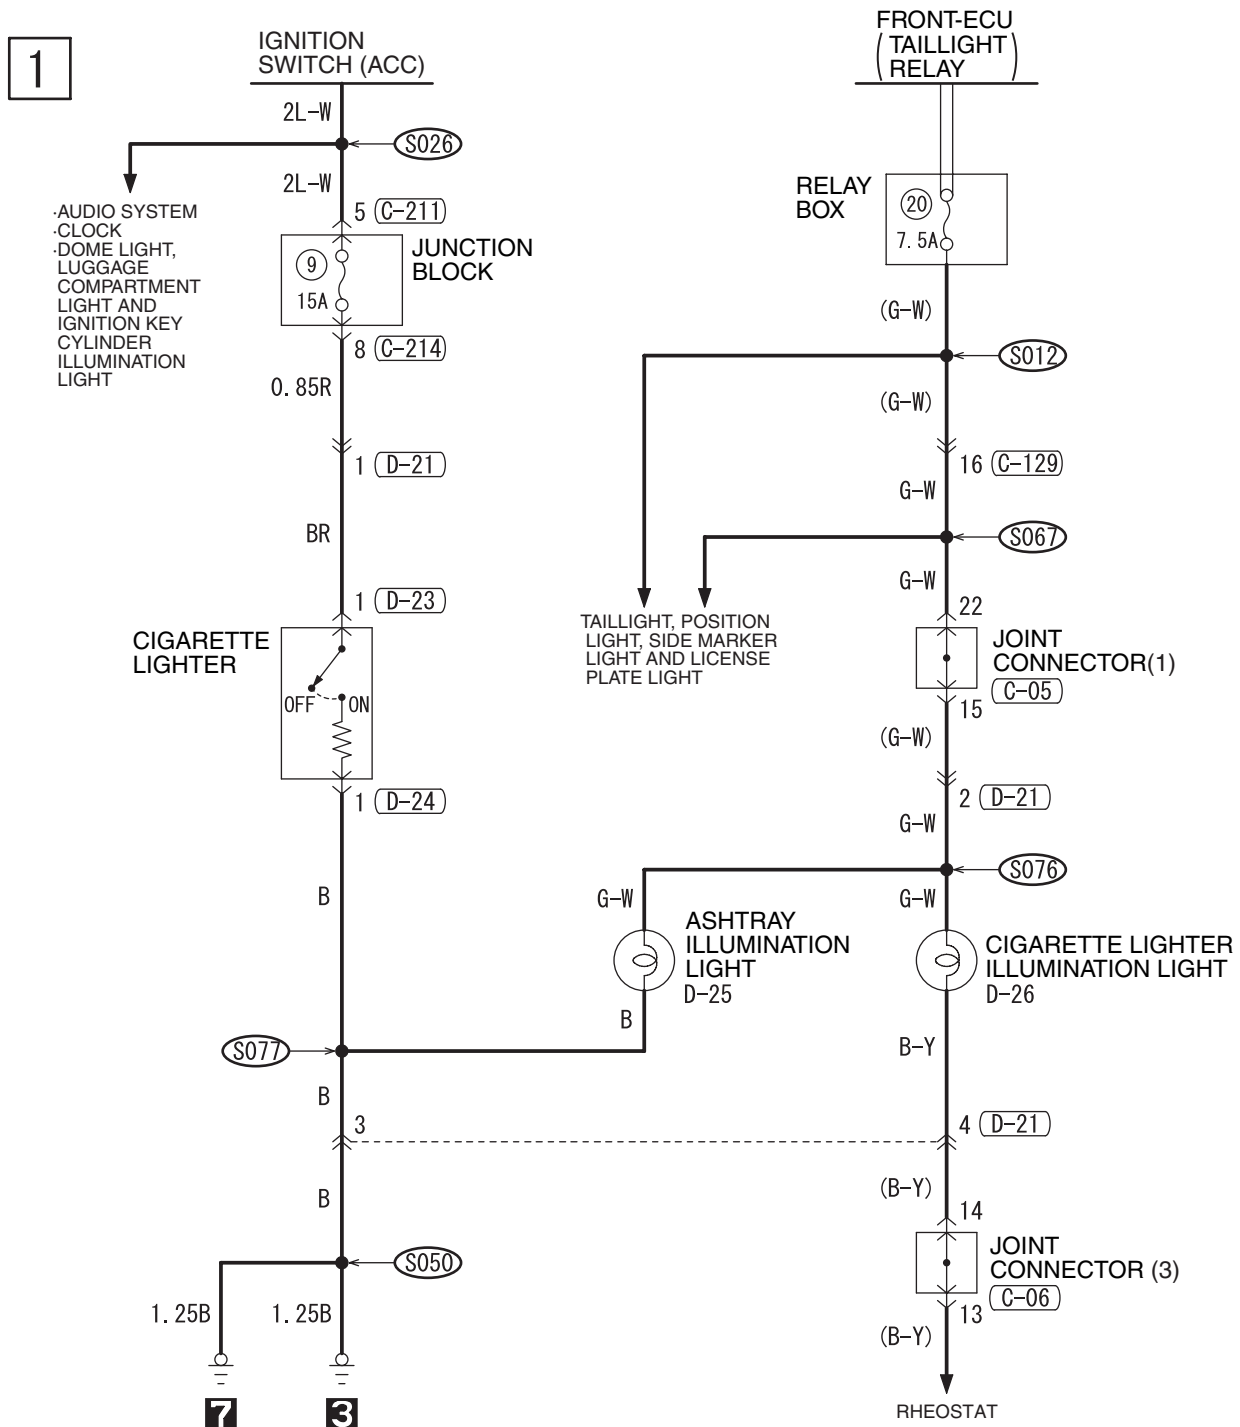 1
IGNITION
SWITCH (ACC)
2L-W
S026
2L-W
·AUDIO SYSTEM
·CLOCK
·DOME LIGHT,
LUGGAGE
COMPARTMENT
LIGHT AND
IGNITION KEY
CYLINDER
ILLUMINATION
LIGHT
5 C-211
9
15A
JUNCTION
BLOCK
8 C-214
0.85R
1 D-21
BR
1 D-23
CIGARETTE
LIGHTER
OFF ON
1 D-24
B
S077
B
3
B
S050
1.25B 1.25B
7 3
FRONT-ECU
(TAILLIGHT
RELAY)
RELAY
BOX
20
7.5A
(G-W)
S012
(G-W)
16 C-129
G-W
S067
G-W
TAILLIGHT, POSITION
LIGHT, SIDE MARKER
LIGHT AND LICENSE
PLATE LIGHT
22
JOINT
CONNECTOR(1)
C-05
15
(G-W)
2 D-21
G-W
S076
G-W G-W
ASHTRAY
ILLUMINATION
LIGHT
D-25
B
CIGARETTE LIGHTER
ILLUMINATION LIGHT
D-26
B-Y
4 D-21
(B-Y)
14
JOINT
CONNECTOR (3)
C-06
13
(B-Y)
RHEOSTAT